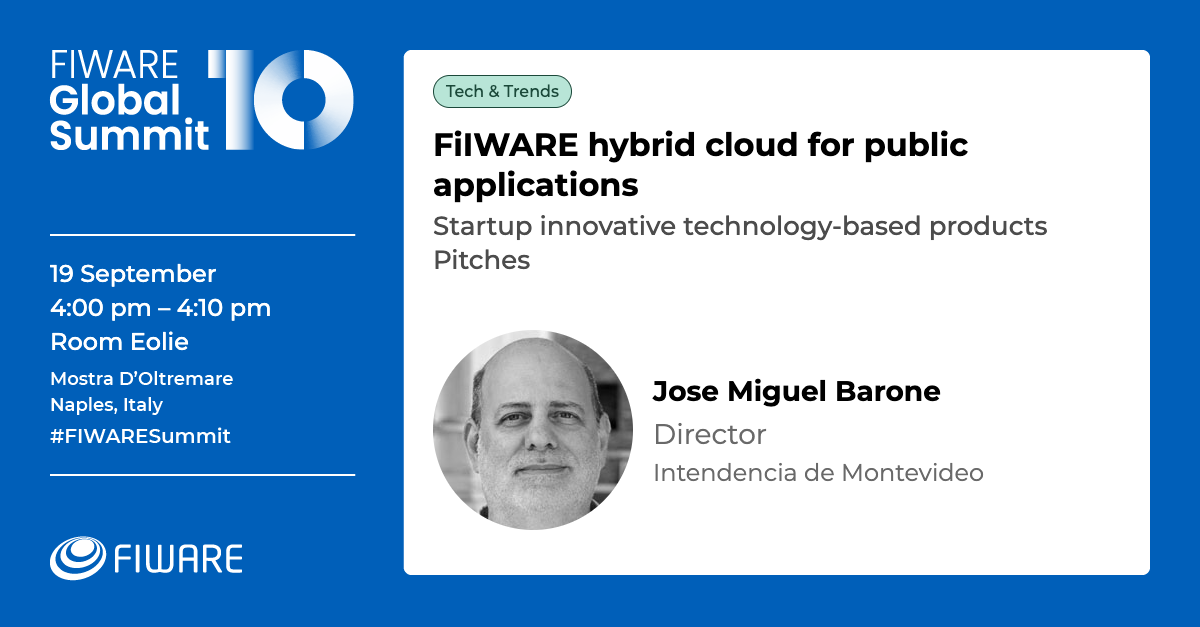 FIWARE
Global
Summit
10
19 September
4:00 pm – 4:10 pm
Room Eolie
Mostra D’Oltremare
Naples, Italy
#FIWARESummit
FIWARE
Tech & Trends
FiIWARE hybrid cloud for public
applications
Startup innovative technology-based products
Pitches
Jose Miguel Barone
Director
Intendencia de Montevideo